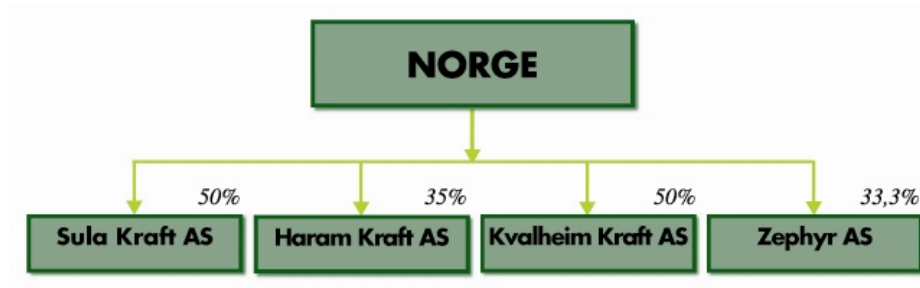 NORGE
50%
35%
50%
33,3%
Sula Kraft AS
Haram Kraft AS
Kvalheim Kraft AS
Zephyr AS